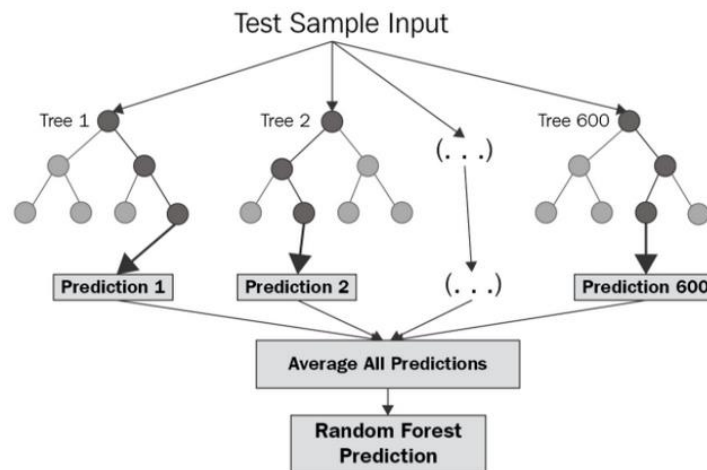 Test Sample Input
Tree 1
Tree 2
(. . .)
Tree 600
Prediction 1
Prediction 2
(. . .)
Prediction 600
Average All Predictions
Random Forest
Prediction